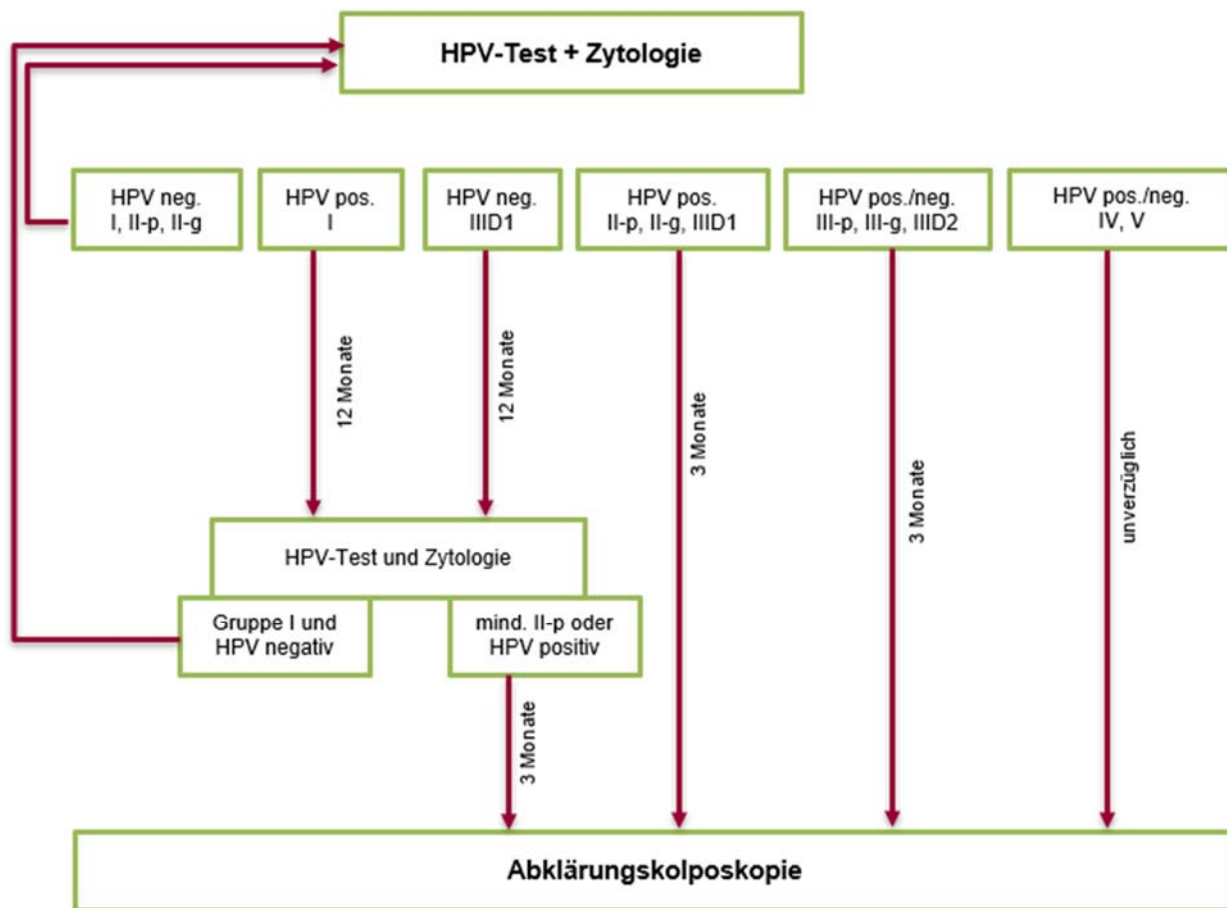 HPV-Test + Zytologie
HPV neg.
I, II-p, II-g
HPV pos.
I
HPV neg.
IIID1
HPV pos.
II-p, II-g, IIID1
HPV pos./neg.
III-p, III-g, IIID2
HPV pos./neg.
IV, V
12 Monate
12 Monate
3 Monate
3 Monate
unverzüglich
HPV-Test und Zytologie
Gruppe I und
HPV negativ
mind. II-p oder
HPV positiv
3 Monate
Abklärungskolposkopie